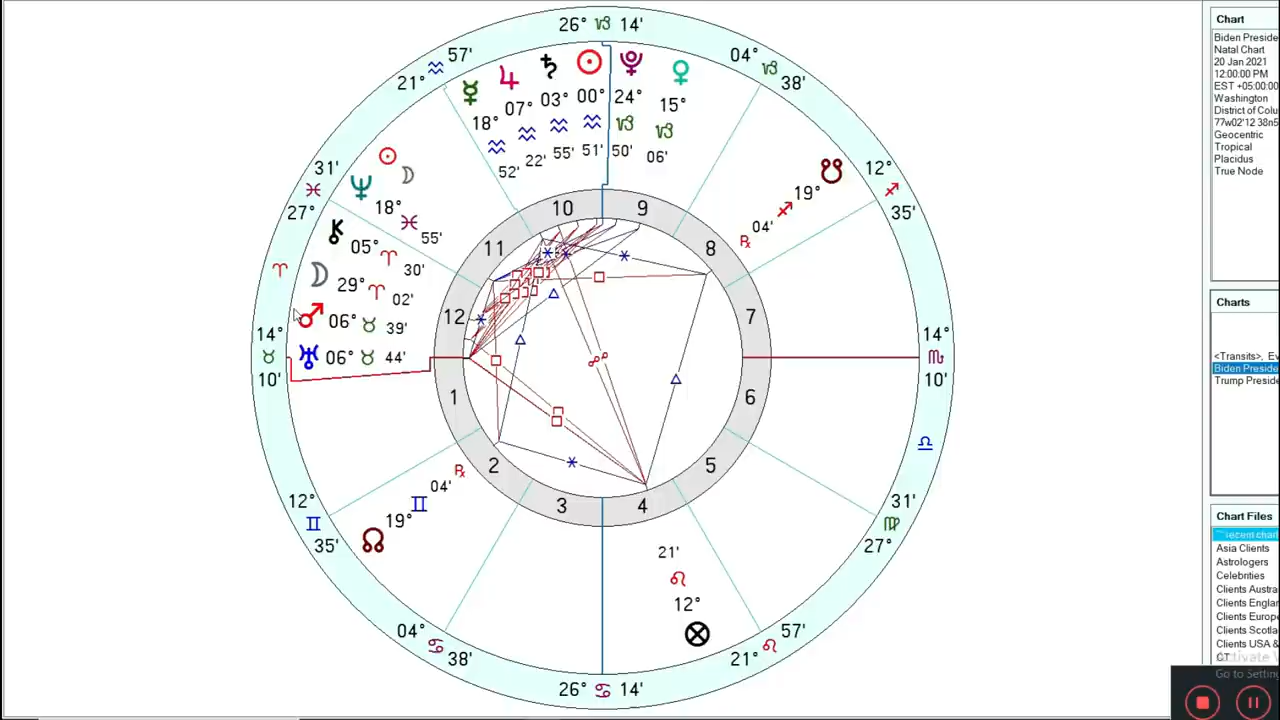 26° ♑ 14'
57'
♒
21°
04°
♑
38'
☿ ♃ ♄ ☉ ♇ ♀
18° 07° 03° 00° 24° 15°
♒ ♒ ♒ ♒ ♑ ♑
52' 22' 55' 51' 50' 06'
31'
♓
27°
☉ ☽
♆
18°
♓
55'
☋
19°
♐
04'
℞
12°
♐
35'
⚷ 05° ♈ 30'
☽ 29° ♈ 02'
♂ 06° ♉ 39'
♅ 06° ♉ 44'
♈
14°
♉
10'
14°
♏
10'
10 9
11 8
12 7
1 6
2 5
3 4
℞
04'
♊
19°
☊
12°
♊
35'
♎
31'
♍
27°
21'
♌
12°
⊗
04°
♋
38'
57'
♌
21°
26° ♋ 14'
Chart
Biden Preside
Natal Chart
20 Jan 2021
12:00:00 PM
EST +05:00:00
Washington
District of Colu
77w02'12 38n5
Geocentric
Tropical
Placidus
True Node
Charts
<Transits>, Ev
Biden Preside
Trump Preside
Chart Files
Asia Clients
Astrologers
Celebrities
Clients Austra
Clients Englan
Clients Europe
Clients Scotla
Clients USA &
Go to Setting